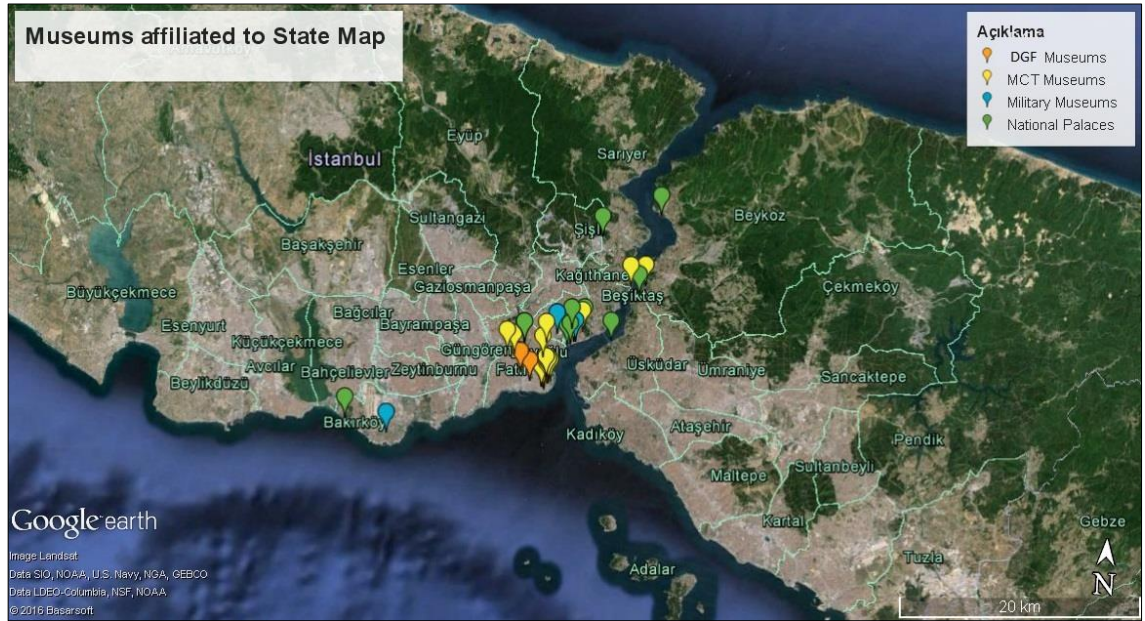 Museums affiliated to State Map
Açıklama
DGF Museums
MCT Museums
Military Museums
National Palaces
Eyüp
İstanbul
Sarıyer
Sultangazi
Şişli
Beykoz
Başakşehir
Esenler
Kağıthane
Gaziosmanpaşa
Beşiktaş
Büyükçekmece
Çekmeköy
Bağcılar
Bayrampaşa
Esenyurt
Küçükçekmece
Güngören
Avcılar
Bahçelievler
Zeytinburnu
Üsküdar
Ümraniye
Sancaktepe
Beylikdüzü
Bakırköy
Kadıköy
Ataşehir
Pendik
Maltepe
Sultanbeyli
Kartal
Gebze
Tuzla
Adalar
Google earth
Image Landsat
Data SIO, NOAA, U.S. Navy, NGA, GEBCO
Data LDEO-Columbia, NSF, NOAA
© 2016 Basarsoft
N
20 km